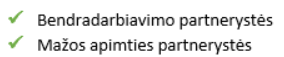 ✓ Bendradarbiavimo partnerystės
✓ Mažos apimties partnerystės